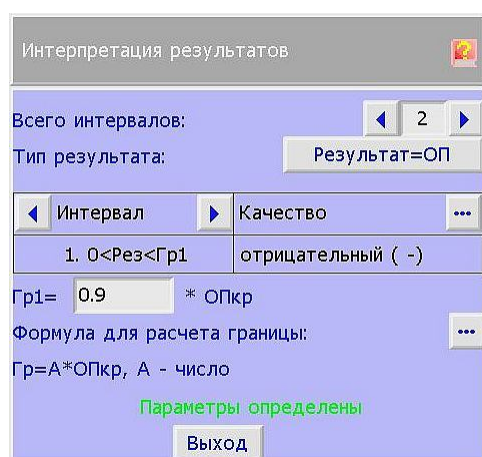 Интерпретация результатов ?
Всего интервалов: 2
Тип результата: Результат=ОП
Интервал Качество ...
1. 0<Рез<Гр1 отрицательный ( -)
Гр1= 0.9 * ОПкр
Формула для расчета границы: ...
Гр=А*ОПкр, А - число
Параметры определены
Выход